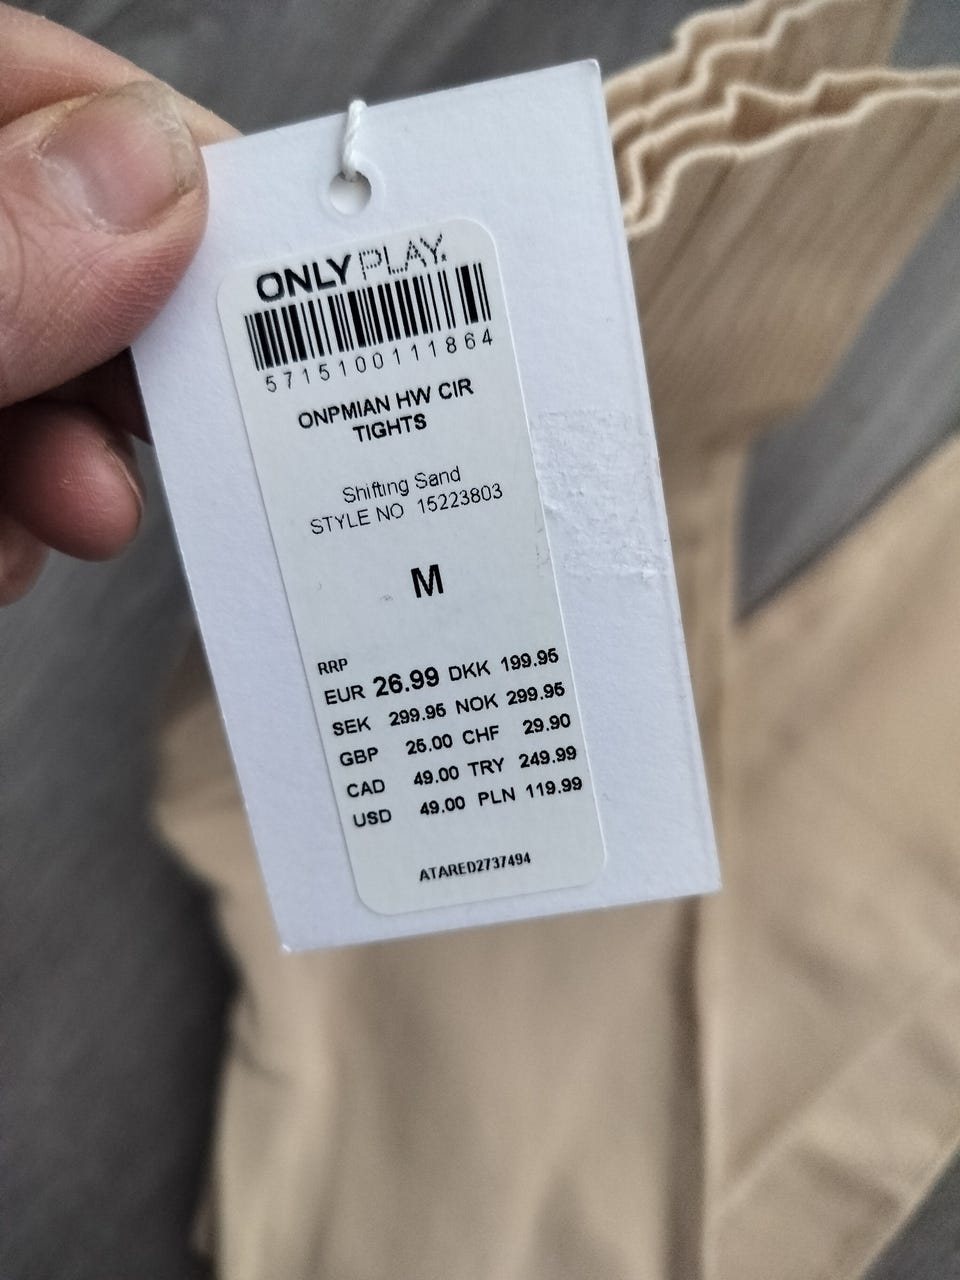 ONLY PLAY.
5715100111864
ONPMIAN HW CIR
TIGHTS
Shifting Sand
STYLE NO 15223803
M
RRP
EUR 26.99 DKK 199.95
SEK 299.95 NOK 299.95
GBP 25.00 CHF 29.90
CAD 49.00 TRY 249.99
USD 49.00 PLN 119.99
ATARED2737494